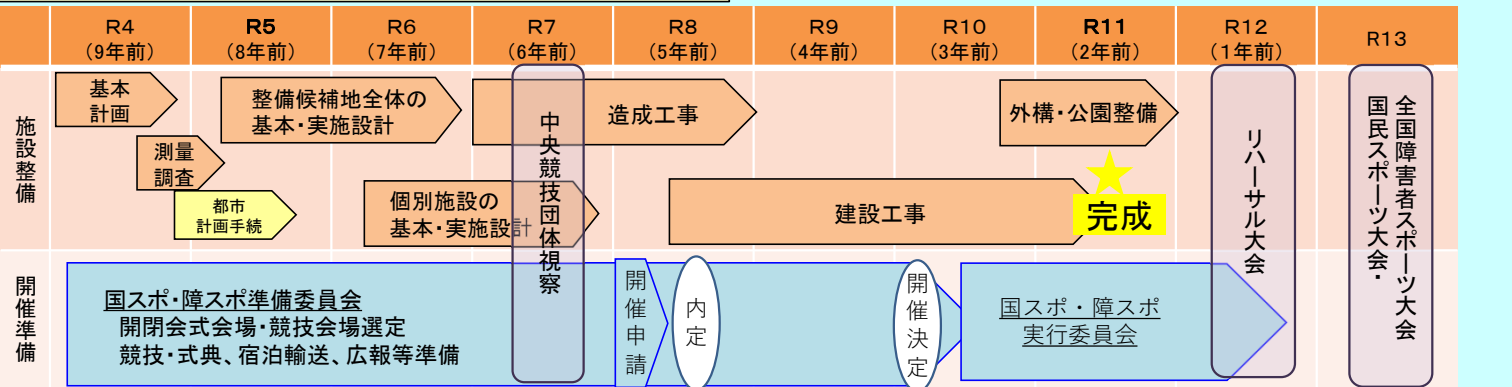 R4
(9年前)
R5
(8年前)
R6
(7年前)
R7
(6年前)
R8
(5年前)
R9
(4年前)
R10
(3年前)
R11
(2年前)
R12
(1年前)
R13
施設整備
基本
計画
測量
調査
都市
計画手続
整備候補地全体の
基本･実施設計
個別施設の
基本･実施設計
造成工事
中央競技団体視察
建設工事
外構･公園整備
完成
リハーサル大会
国民スポーツ大会･
全国障害者スポーツ大会
開催準備
国スポ･障スポ準備委員会
開閉会式会場･競技会場選定
競技･式典、宿泊輸送、広報等準備
開催申請
内定
開催決定
国スポ・障スポ
実行委員会